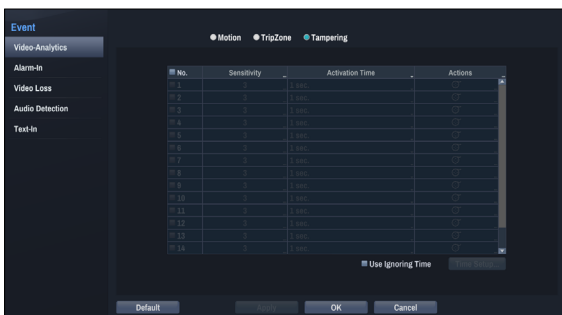 Event
Motion TripZone Tampering
Video-Analytics
Alarm-In
Video Loss
Audio Detection
Text-In
No. Sensitivity Activation Time Actions
1 3 1 sec.
2 3 1 sec.
3 3 1 sec.
4 3 1 sec.
5 3 1 sec.
6 3 1 sec.
7 3 1 sec.
8 3 1 sec.
9 3 1 sec.
10 3 1 sec.
11 3 1 sec.
12 3 1 sec.
13 3 1 sec.
14 3 1 sec.
Use Ignoring Time Time Setup...
Default Apply OK Cancel